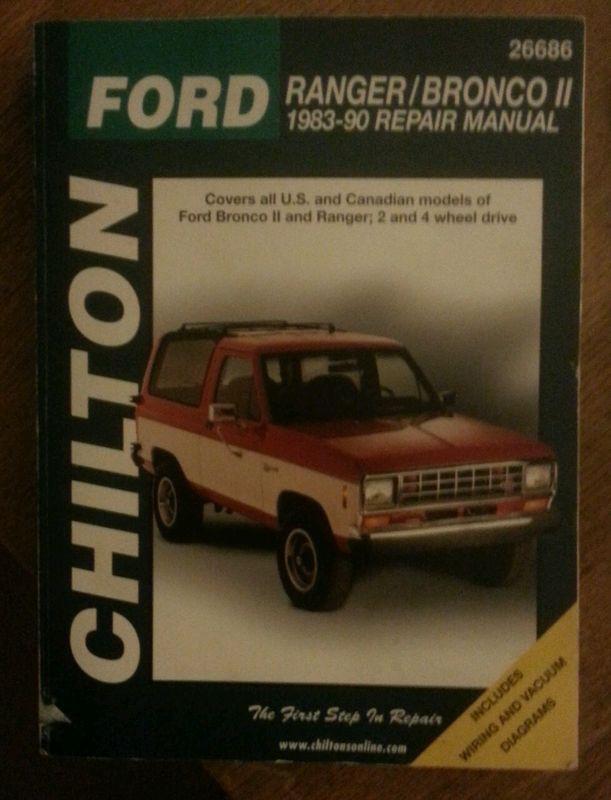 26686
FORD
RANGER/BRONCO II
1983-90 REPAIR MANUAL
CHILTON
Covers all U.S. and Canadian models of
Ford Bronco II and Ranger; 2 and 4 wheel drive
The First Step In Repair
www.chiltonsonline.com
INCLUDES
WIRING AND VACUUM
DIAGRAMS